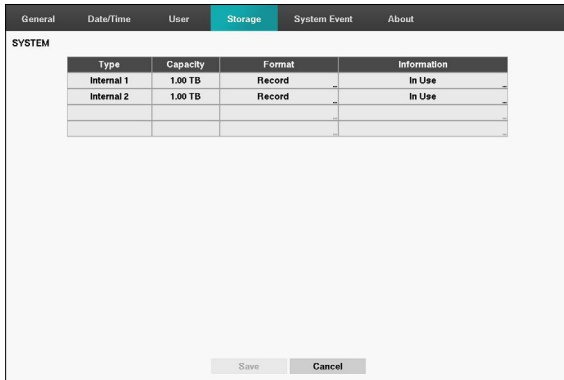 General Date/Time User Storage System Event About
SYSTEM
Type Capacity Format Information
Internal 1 1.00 TB Record ... In Use ...
Internal 2 1.00 TB Record ... In Use ...
... ...
... ...
Save Cancel